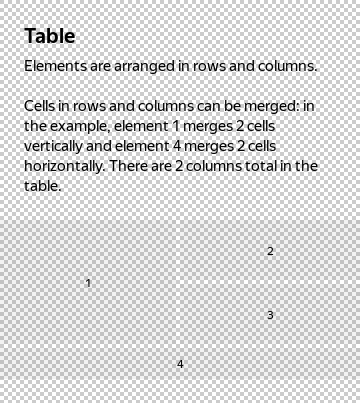 Table
Elements are arranged in rows and columns.
Cells in rows and columns can be merged: in
the example, element 1 merges 2 cells
vertically and element 4 merges 2 cells
horizontally. There are 2 columns total in the
table.
2
1
3
4